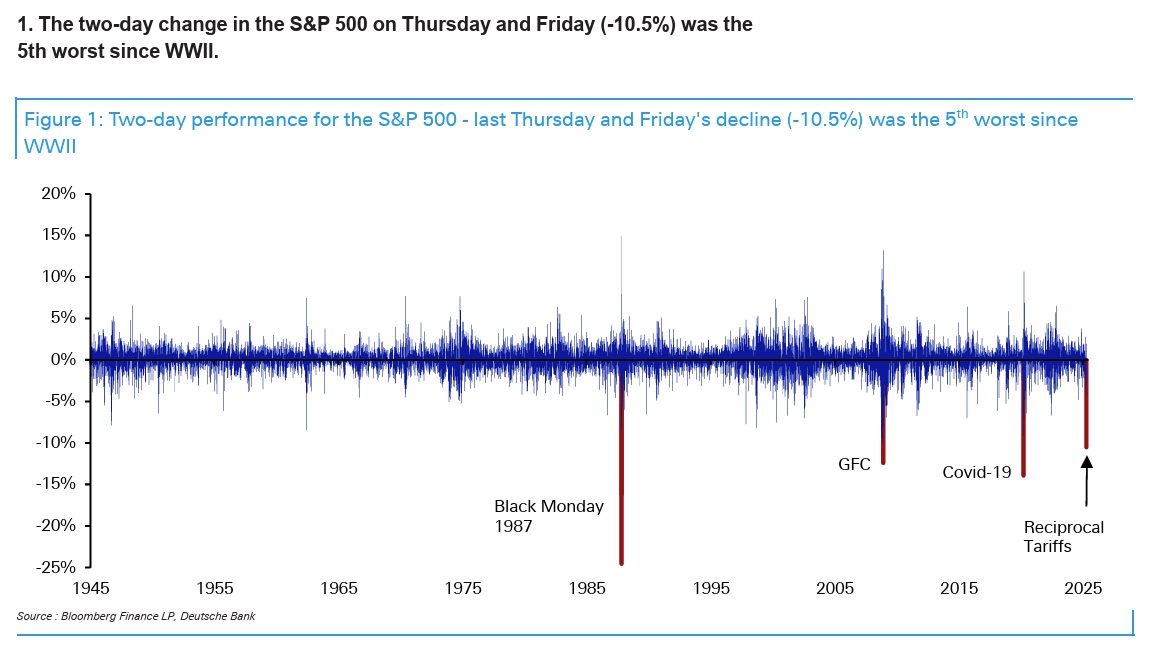 1. The two-day change in the S&P 500 on Thursday and Friday (-10.5%) was the
5th worst since WWII.
Figure 1: Two-day performance for the S&P 500 - last Thursday and Friday's decline (-10.5%) was the 5th worst since
WWII
20%
15%
10%
5%
0%
-5%
-10%
-15%
-20%
-25%
GFC
Covid-19
Black Monday
1987
Reciprocal
Tariffs
1945 1955 1965 1975 1985 1995 2005 2015 2025
Source : Bloomberg Finance LP, Deutsche Bank